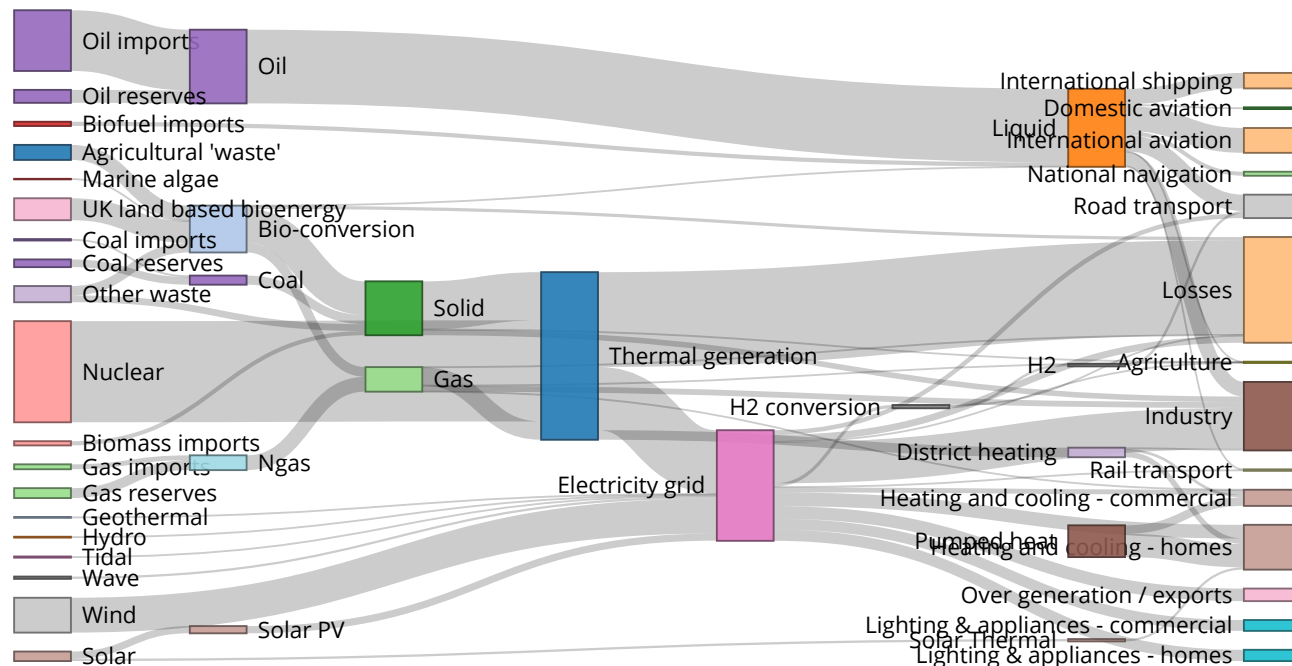 Oil imports
Oil reserves
Biofuel imports
Agricultural 'waste'
Marine algae
UK land based bioenergy
Coal imports
Coal reserves
Other waste
Nuclear
Biomass imports
Gas imports
Gas reserves
Geothermal
Hydro
Tidal
Wave
Wind
Solar
Oil
Bio-conversion
Coal
Ngas
Solar PV
Solid
Gas
Thermal generation
Electricity grid
H2 conversion
Liquid
H2
District heating
Pumped heat
Solar Thermal
International shipping
Domestic aviation
International aviation
National navigation
Road transport
Losses
Agriculture
Industry
Rail transport
Heating and cooling - commercial
Heating and cooling - homes
Over generation / exports
Lighting & appliances - commercial
Lighting & appliances - homes